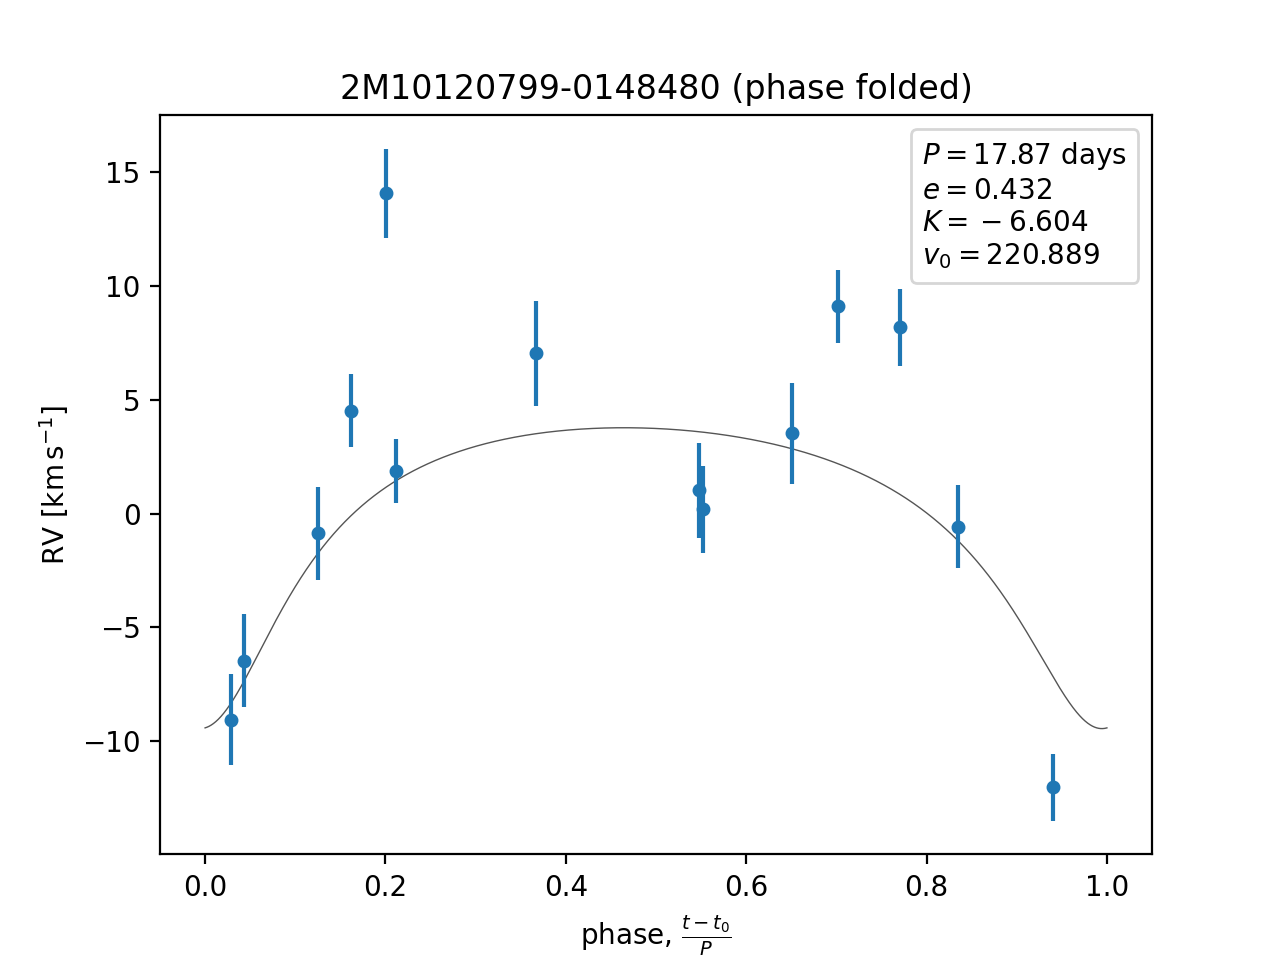 2M10120799-0148480 (phase folded)
P = 17.87 days
e = 0.432
K = −6.604
v₀ = 220.889
15
10
5
0
−5
−10
RV [km s⁻¹]
0.0 0.2 0.4 0.6 0.8 1.0
phase, (t − t₀)/P